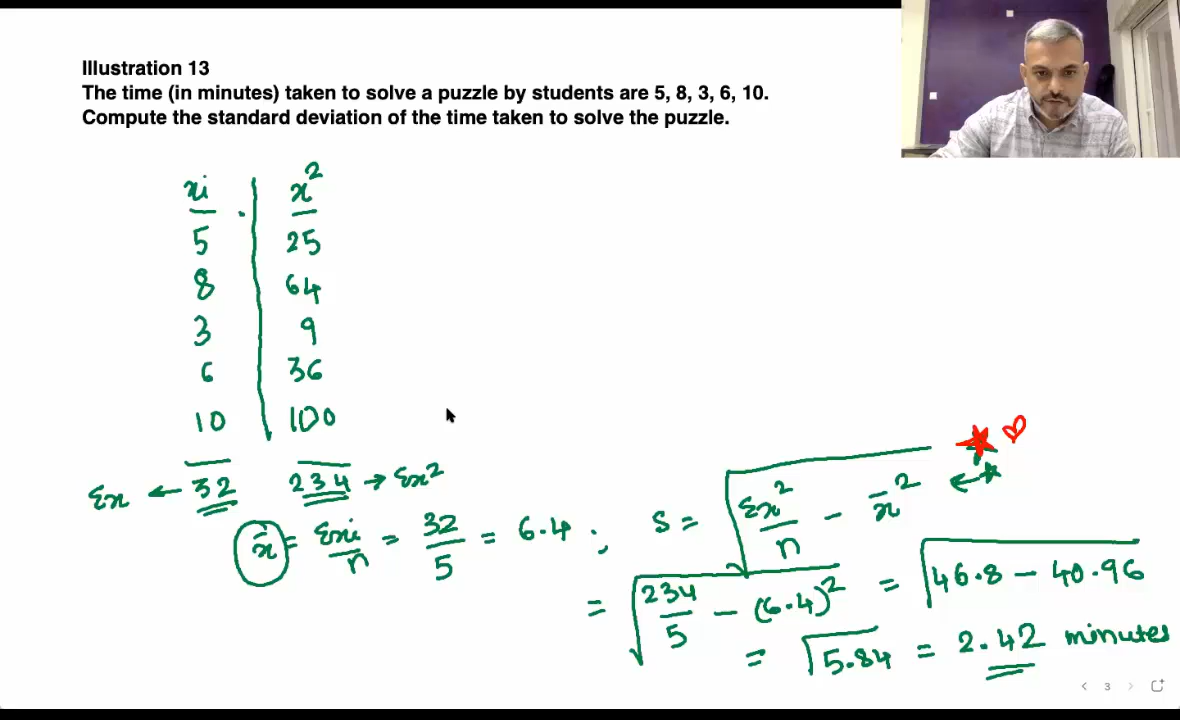 Illustration 13
The time (in minutes) taken to solve a puzzle by students are 5, 8, 3, 6, 10.
Compute the standard deviation of the time taken to solve the puzzle.
xi x²
5 25
8 64
3 9
6 36
10 100
Σx ← 32 234 → Σx²
x̄ = Σxi/n = 32/5 = 6.4 ; S = √(Σx²/n − x̄²) ←
= √(234/5 − (6.4)²) = √(46.8 − 40.96)
= √5.84 = 2.42 minutes
3